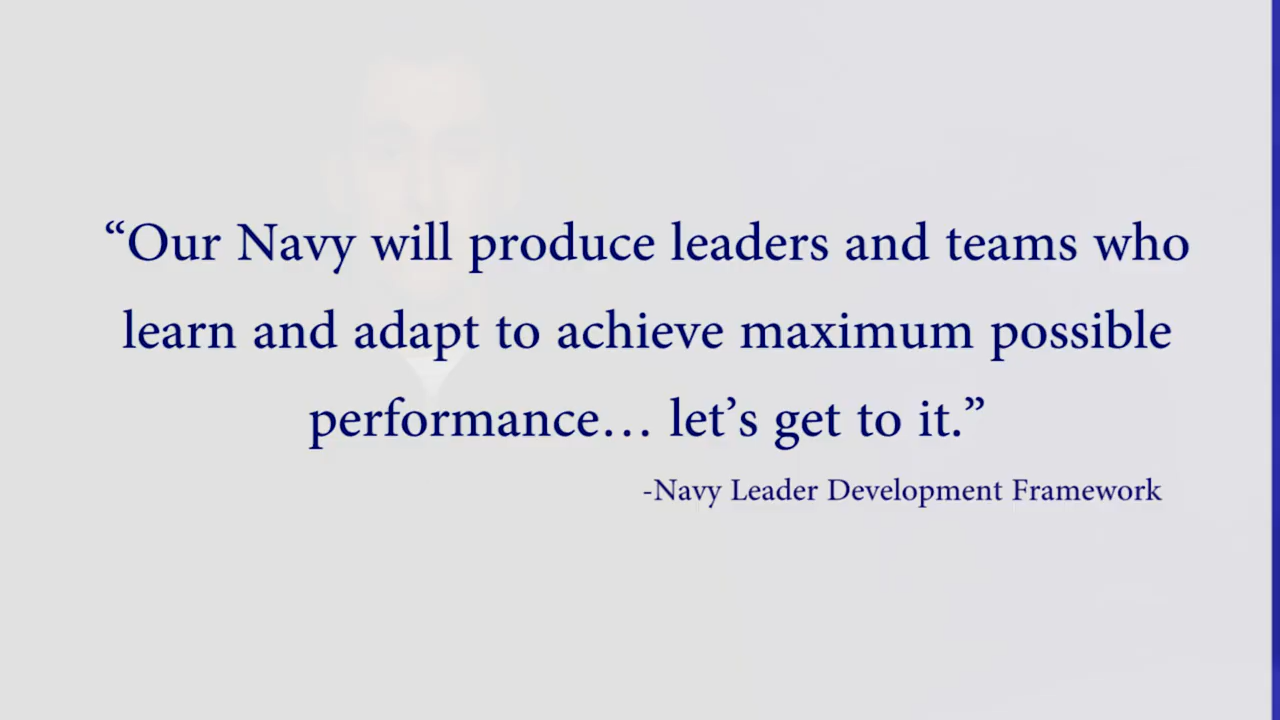 “Our Navy will produce leaders and teams who
learn and adapt to achieve maximum possible
performance… let’s get to it.”
-Navy Leader Development Framework